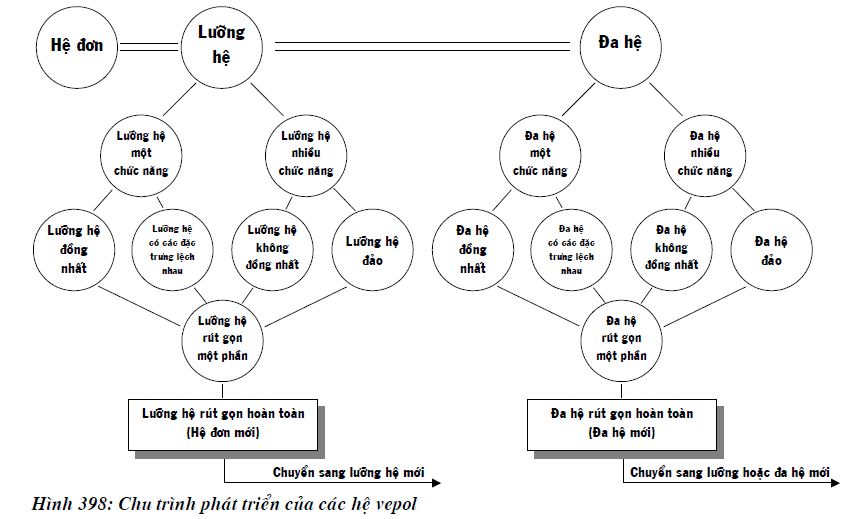 Hệ đơn
Lưỡng
hệ
Đa hệ
Lưỡng hệ
một
chức năng
Lưỡng hệ
nhiều
chức năng
Đa hệ
một
chức năng
Đa hệ
nhiều
chức năng
Lưỡng hệ
đồng
nhất
Lưỡng hệ
có các đặc
trưng lệch
nhau
Lưỡng hệ
không
đồng nhất
Lưỡng hệ
đảo
Đa hệ
đồng
nhất
Đa hệ
có các đặc
trưng lệch
nhau
Đa hệ
không
đồng nhất
Đa hệ
đảo
Lưỡng hệ
rút gọn
một phần
Đa hệ
rút gọn
một phần
Lưỡng hệ rút gọn hoàn toàn
(Hệ đơn mới)
Đa hệ rút gọn hoàn toàn
(Đa hệ mới)
Chuyển sang lưỡng hệ mới
Chuyển sang lưỡng hoặc đa hệ mới
Hình 398: Chu trình phát triển của các hệ vepol